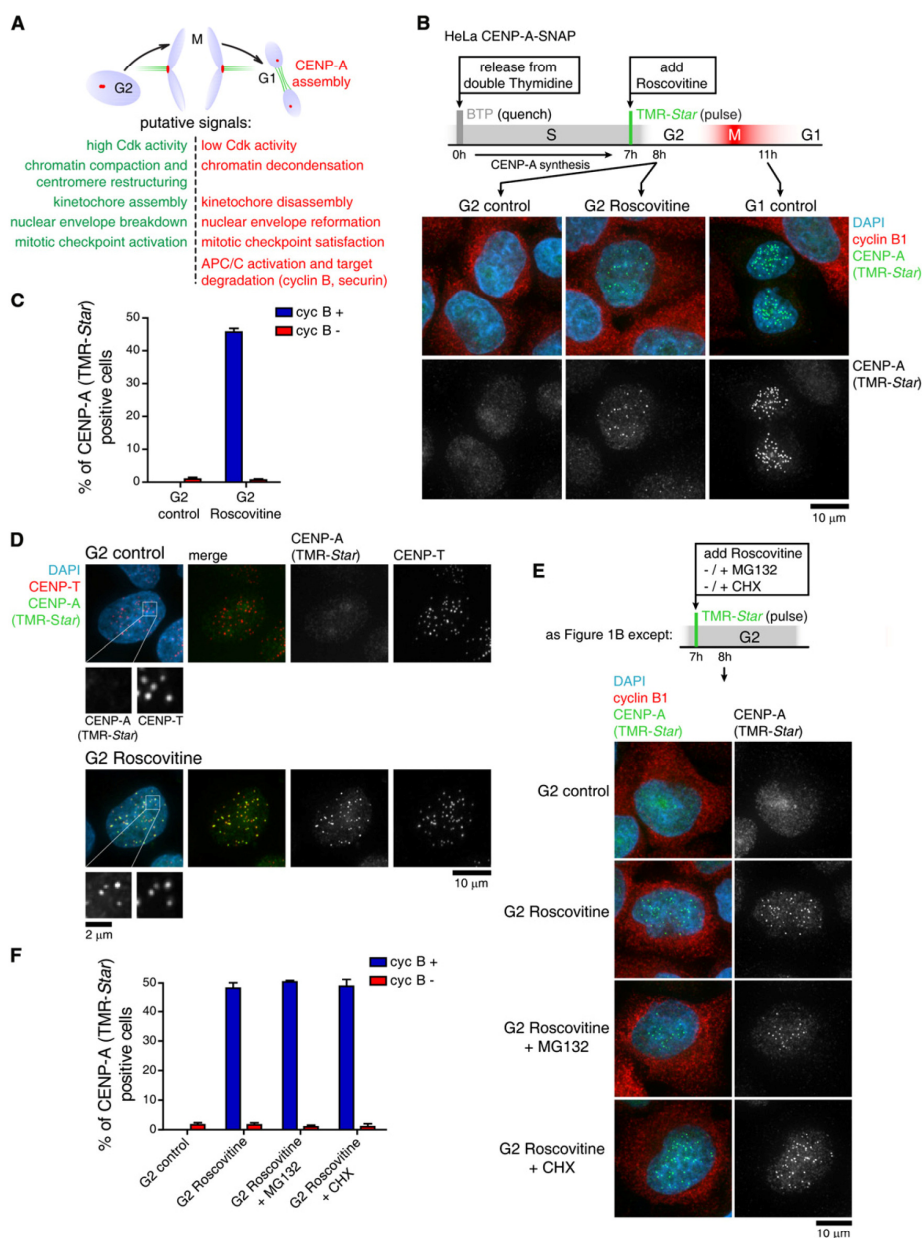 A
M
G2
G1
CENP-A
assembly
putative signals:
high Cdk activity
low Cdk activity
chromatin compaction and
centromere restructuring
chromatin decondensation
kinetochore assembly
kinetochore disassembly
nuclear envelope breakdown
nuclear envelope reformation
mitotic checkpoint activation
mitotic checkpoint satisfaction
APC/C activation and target
degradation (cyclin B, securin)
B
HeLa CENP-A-SNAP
release from
double Thymidine
add
Roscovitine
BTP (quench)
TMR-Star (pulse)
S
G2
M
G1
0h
CENP-A synthesis
7h
8h
11h
G2 control
G2 Roscovitine
G1 control
DAPI
cyclin B1
CENP-A
(TMR-Star)
CENP-A
(TMR-Star)
10 μm
C
cyc B +
cyc B -
% of CENP-A (TMR-Star)
positive cells
50
40
30
20
10
0
G2
control
G2
Roscovitine
D
G2 control
DAPI
CENP-T
CENP-A
(TMR-Star)
merge
CENP-A
(TMR-Star)
CENP-T
CENP-A
(TMR-Star)
CENP-T
G2 Roscovitine
10 μm
2 μm
E
add Roscovitine
- / + MG132
- / + CHX
TMR-Star (pulse)
as Figure 1B except:
G2
7h
8h
DAPI
cyclin B1
CENP-A
(TMR-Star)
CENP-A
(TMR-Star)
G2 control
G2 Roscovitine
G2 Roscovitine
+ MG132
G2 Roscovitine
+ CHX
10 μm
F
cyc B +
cyc B -
% of CENP-A (TMR-Star)
positive cells
50
40
30
20
10
0
G2 control
G2 Roscovitine
G2 Roscovitine
+ MG132
G2 Roscovitine
+ CHX